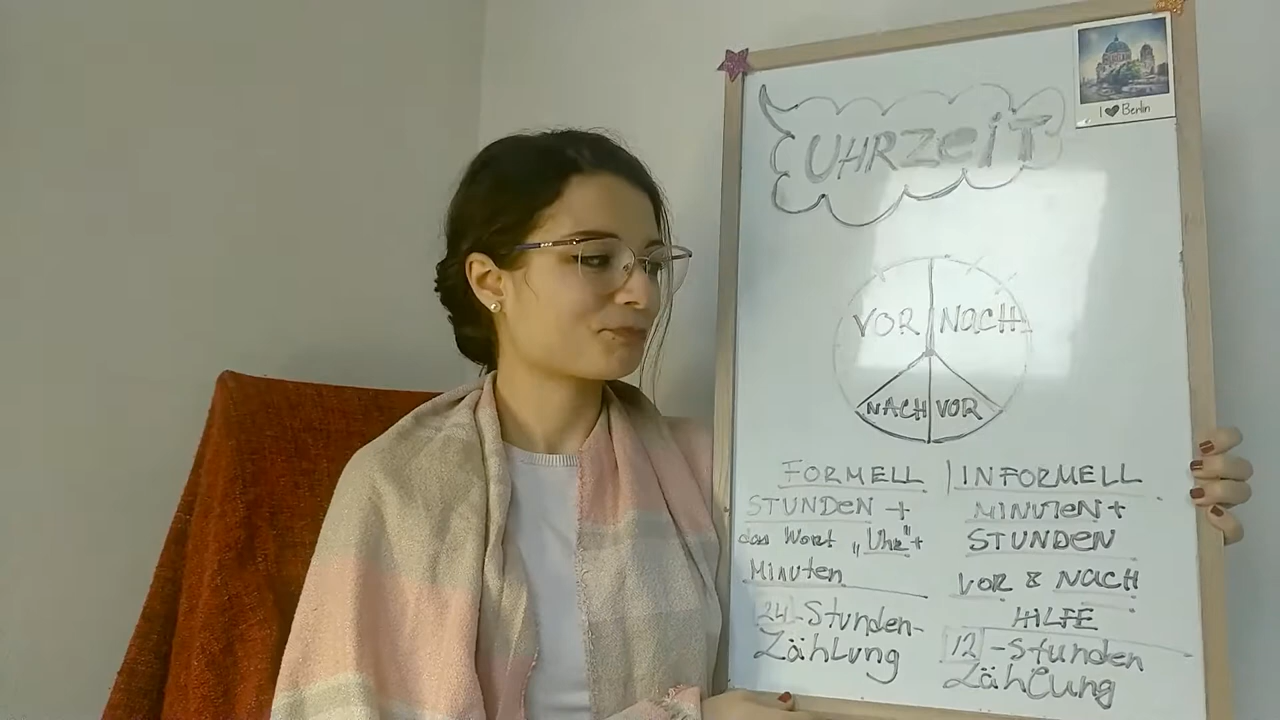 I ♥ Berlin
UHRZeiT
VOR NACH
NACH VOR
FORMELL
STUNDeN +
das Wort „Uhr"+
Minuten
24-Stunden-
Zählung
INFORMELL
MINUTeN +
STUNDeN
VOR & NACH
HiLFE
12-Stunden
Zählung